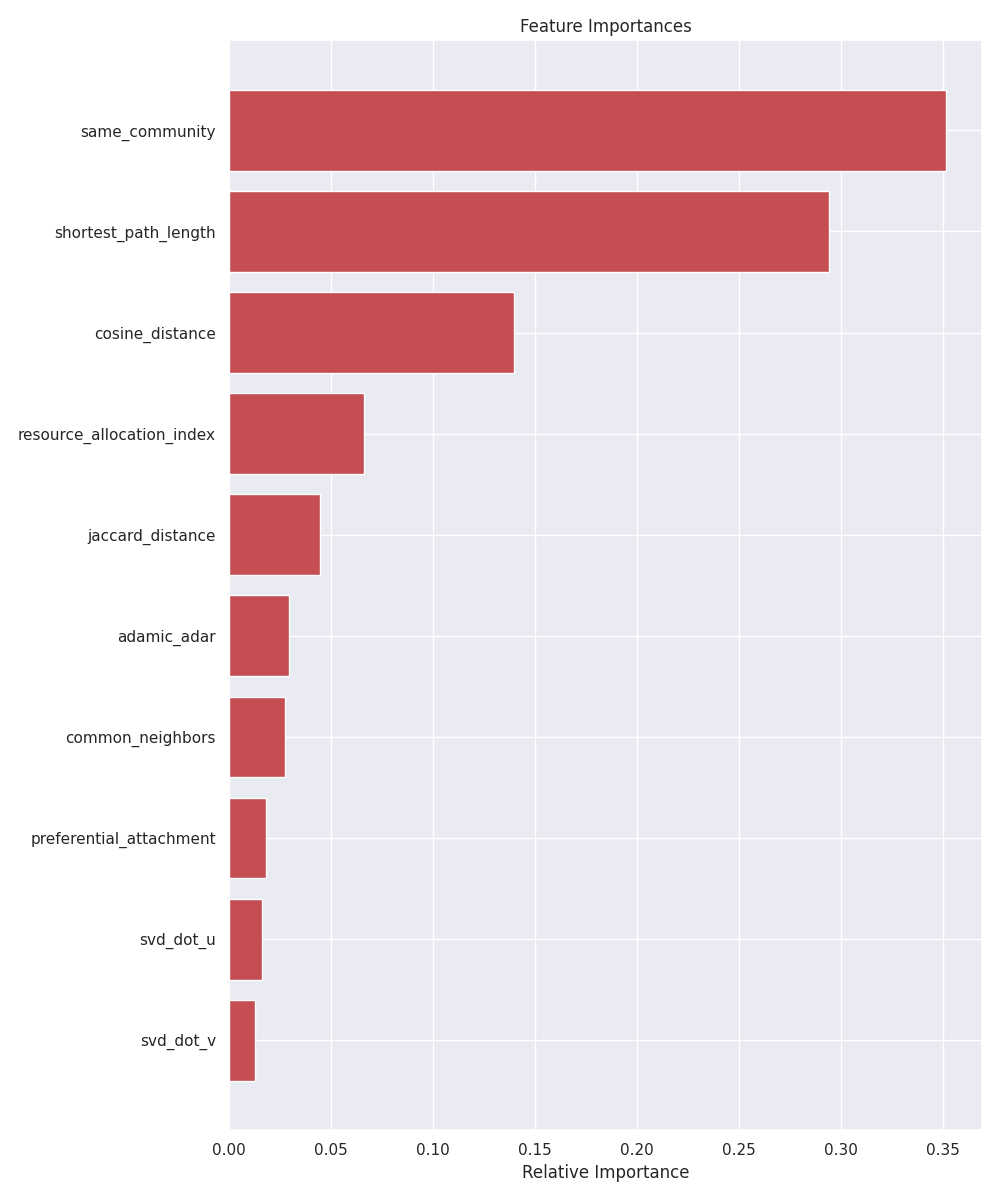 Feature Importances
same_community
shortest_path_length
cosine_distance
resource_allocation_index
jaccard_distance
adamic_adar
common_neighbors
preferential_attachment
svd_dot_u
svd_dot_v
0.00 0.05 0.10 0.15 0.20 0.25 0.30 0.35
Relative Importance